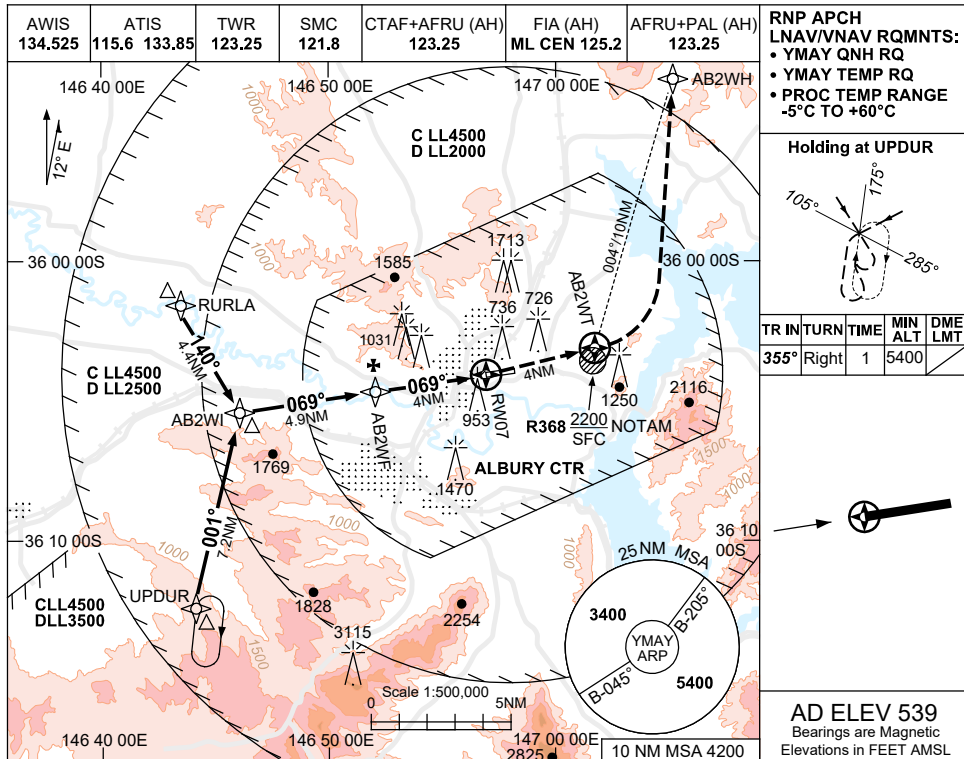 AWIS
134.525
ATIS
115.6 133.85
TWR
123.25
SMC
121.8
CTAF+AFRU (AH)
123.25
FIA (AH)
ML CEN 125.2
AFRU+PAL (AH)
123.25
RNP APCH
LNAV/VNAV RQMNTS:
• YMAY QNH RQ
• YMAY TEMP RQ
• PROC TEMP RANGE
-5°C TO +60°C
146 40 00E
146 50 00E
147 00 00E
AB2WH
1000
12° E
C LL4500
D LL2000
1000
Holding at UPDUR
175°
105°
285°
004°/10NM
1713
1585
36 00 00S
36 00 00S
RURLA
1031
736
726
AB2WT
TR IN
TURN
TIME
MIN ALT
DME LMT
355°
Right
1
5400
140°
4.4NM
C LL4500
D LL2500
069°
4.9NM
069°
4NM
4NM
AB2WI
AB2WF
953
RW07
1250
2116
R368
2200
SFC
NOTAM
1769
1470
ALBURY CTR
1500
1000
001°
7.2NM
1000
1000
36 10 00S
36 10
00S
25 NM MSA
UPDUR
CLL4500
DLL3500
1828
2254
1500
3115
3400
B-205°
YMAY
ARP
B-045°
5400
Scale 1:500,000
0
5NM
146 40 00E
146 50 00E
147 00 00E
2825
10 NM MSA 4200
AD ELEV 539
Bearings are Magnetic
Elevations in FEET AMSL